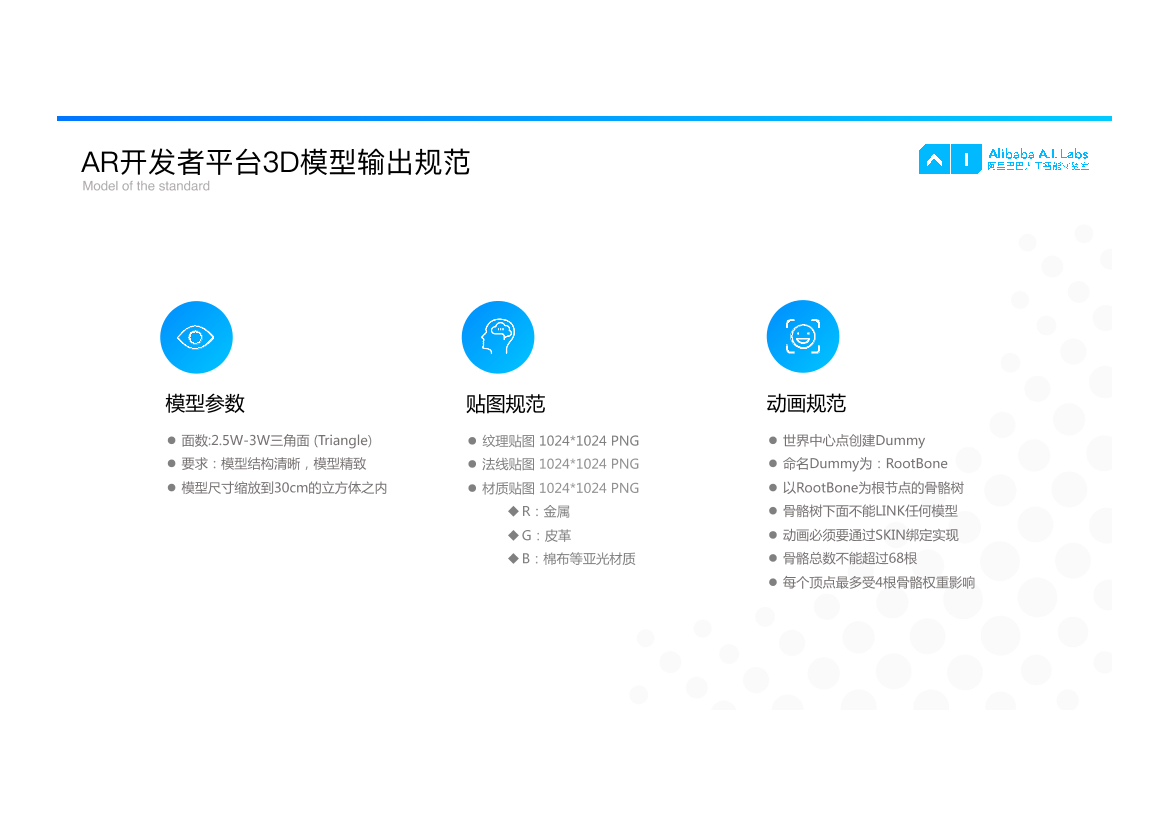 AR开发者平台3D模型输出规范
Model of the standard
Alibaba A.I. Labs
阿里巴巴人工智能实验室
模型参数
● 面数:2.5W-3W三角面 (Triangle)
● 要求：模型结构清晰，模型精致
● 模型尺寸缩放到30cm的立方体之内
贴图规范
● 纹理贴图 1024*1024 PNG
● 法线贴图 1024*1024 PNG
● 材质贴图 1024*1024 PNG
◆ R：金属
◆ G：皮革
◆ B：棉布等亚光材质
动画规范
● 世界中心点创建Dummy
● 命名Dummy为：RootBone
● 以RootBone为根节点的骨骼树
● 骨骼树下面不能LINK任何模型
● 动画必须要通过SKIN绑定实现
● 骨骼总数不能超过68根
● 每个顶点最多受4根骨骼权重影响